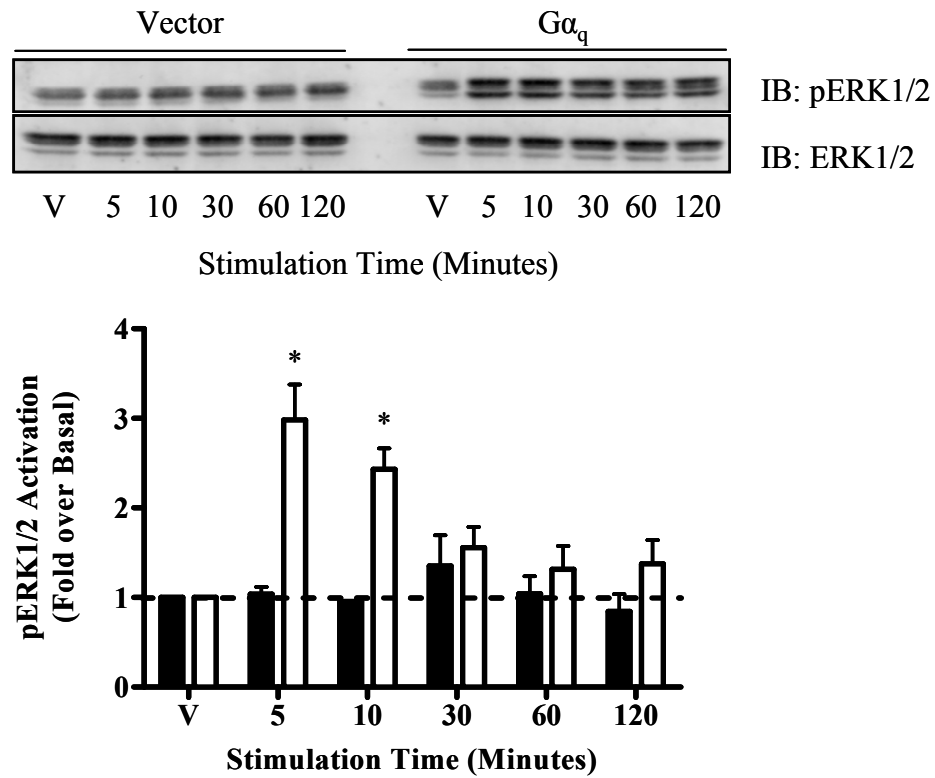 Vector Gαq
IB: pERK1/2
IB: ERK1/2
V 5 10 30 60 120 V 5 10 30 60 120
Stimulation Time (Minutes)
pERK1/2 Activation
(Fold over Basal)
4
3
2
1
0
*
*
V 5 10 30 60 120
Stimulation Time (Minutes)